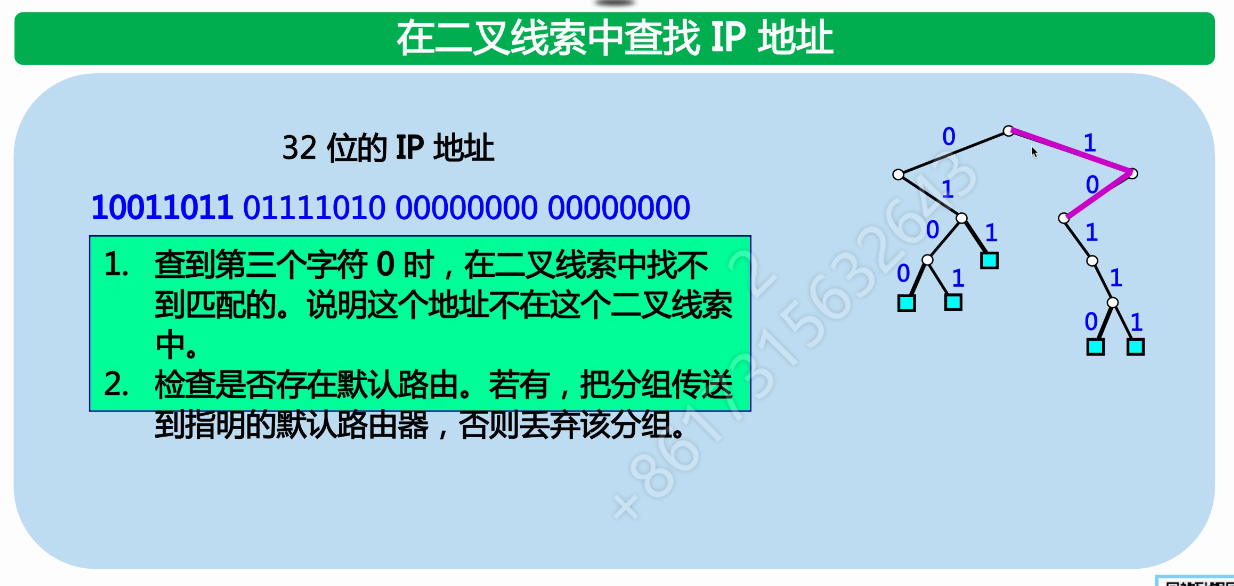 在二叉线索中查找 IP 地址
32 位的 IP 地址
10011011 01111010 00000000 00000000
1. 查到第三个字符 0 时，在二叉线索中找不
到匹配的。说明这个地址不在这个二叉线索
中。
2. 检查是否存在默认路由。若有，把分组传送
到指明的默认路由器，否则丢弃该分组。
0 1
1 0
0 1 1
0 1 1
0 1